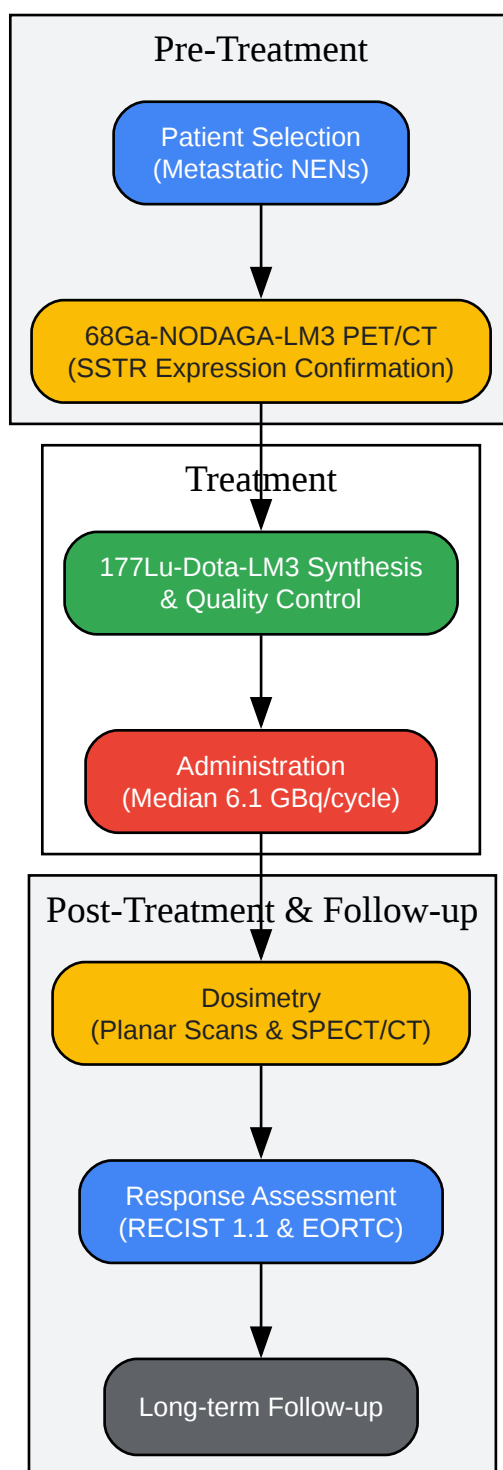 Pre-Treatment
Patient Selection
(Metastatic NENs)
68Ga-NODAGA-LM3 PET/CT
(SSTR Expression Confirmation)
Treatment
177Lu-Dota-LM3 Synthesis
& Quality Control
Administration
(Median 6.1 GBq/cycle)
Post-Treatment & Follow-up
Dosimetry
(Planar Scans & SPECT/CT)
Response Assessment
(RECIST 1.1 & EORTC)
Long-term Follow-up